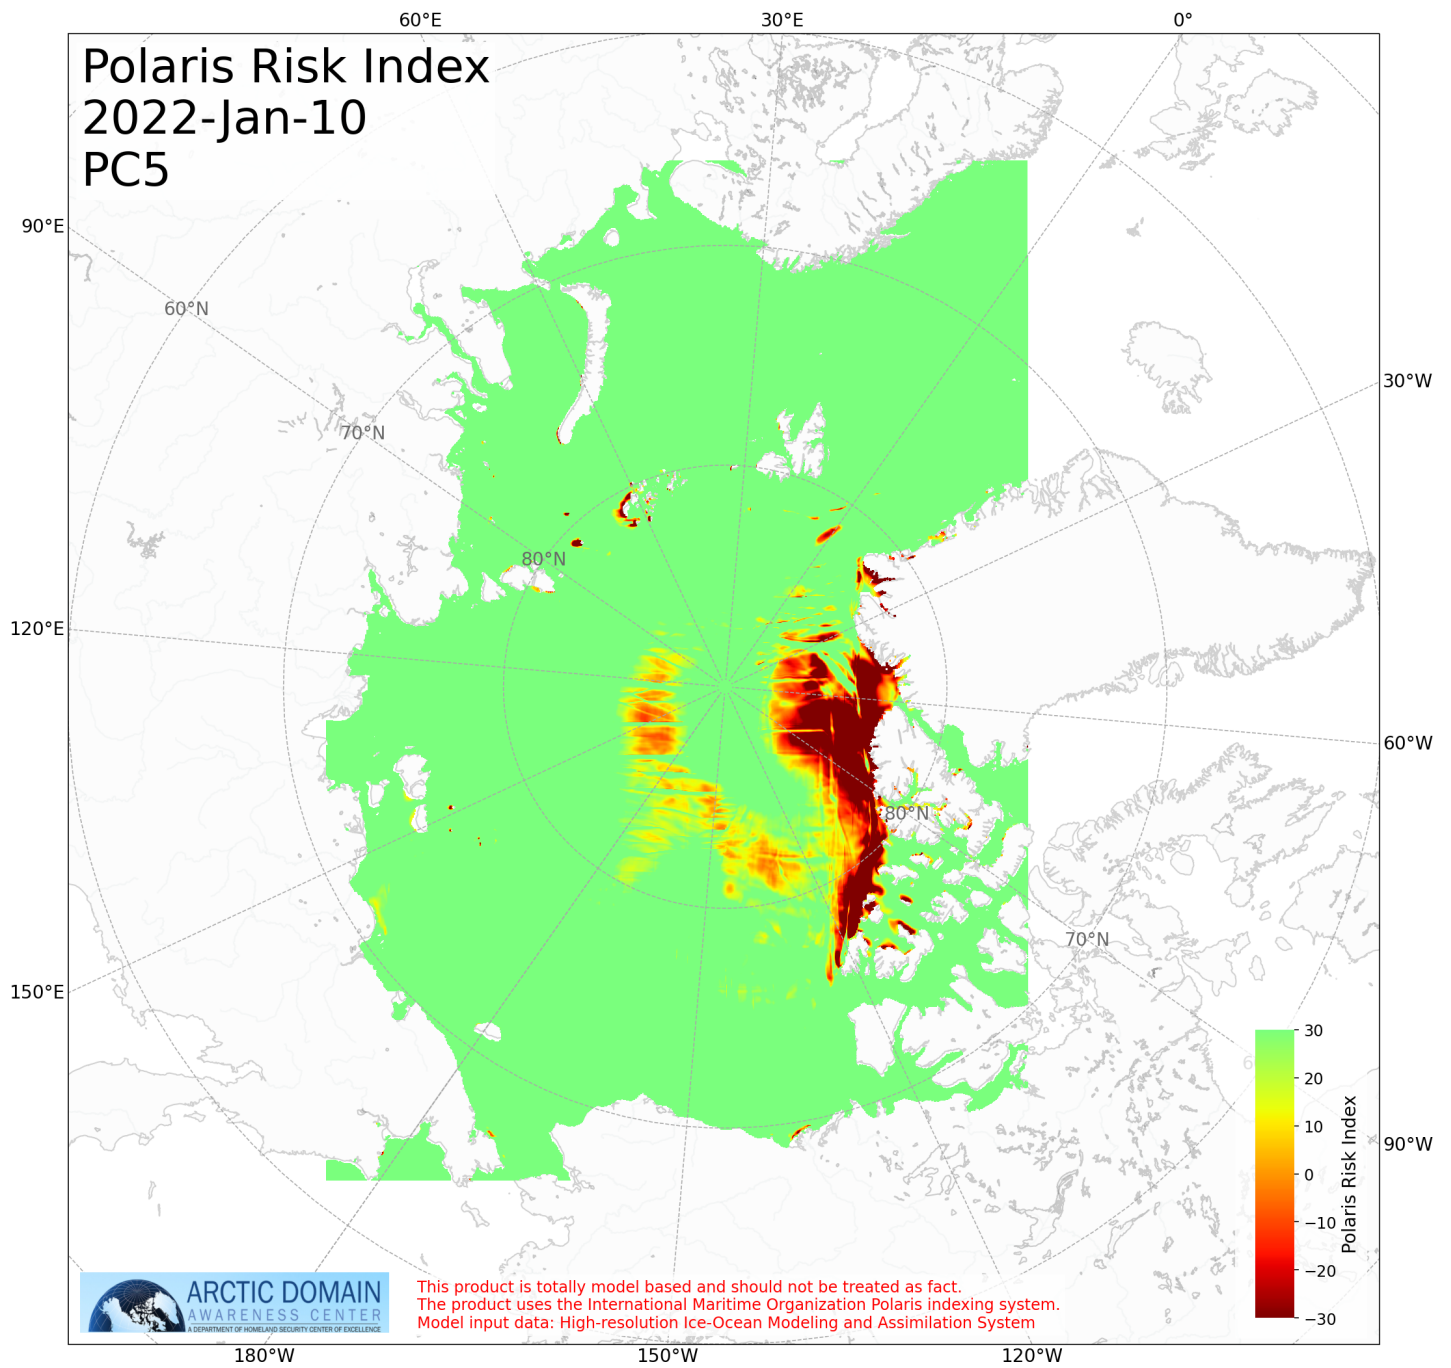 60°E 30°E 0°
Polaris Risk Index
2022-Jan-10
PC5
90°E
60°N
30°W
70°N
80°N
120°E
60°W
80°N
70°N
150°E
30
20
10
0
−10
−20
−30
Polaris Risk Index
90°W
ARCTIC DOMAIN
AWARENESS CENTER
A DEPARTMENT OF HOMELAND SECURITY CENTER OF EXCELLENCE
This product is totally model based and should not be treated as fact.
The product uses the International Maritime Organization Polaris indexing system.
Model input data: High-resolution Ice-Ocean Modeling and Assimilation System
180°W 150°W 120°W